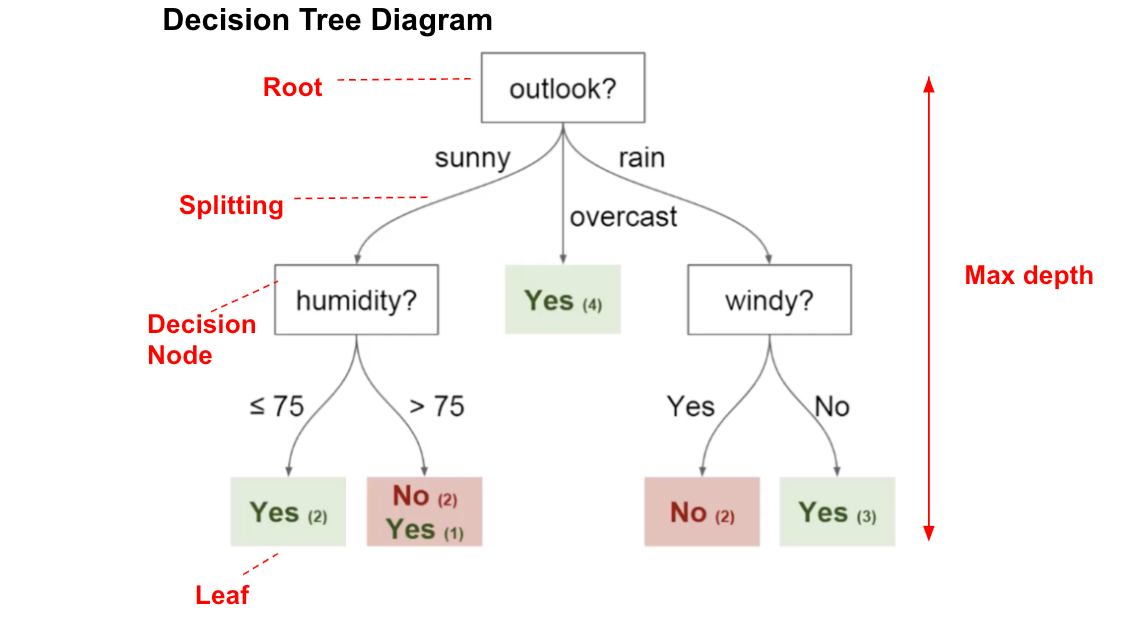 Decision Tree Diagram
Root
outlook?
sunny
rain
Splitting
overcast
Max depth
humidity?
Yes (4)
windy?
Decision
Node
≤ 75
> 75
Yes
No
Yes (2)
No (2)
Yes (1)
No (2)
Yes (3)
Leaf